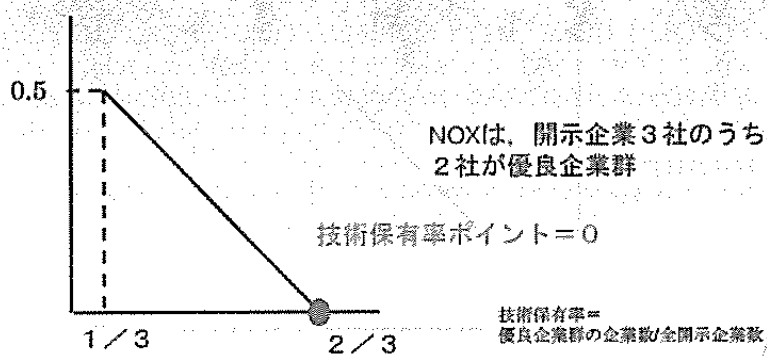 0.5
NOXは，開示企業3社のうち
2社が優良企業群
技術保有率ポイント＝0
1／3
2／3
技術保有率＝
優良企業群の企業数/全開示企業数